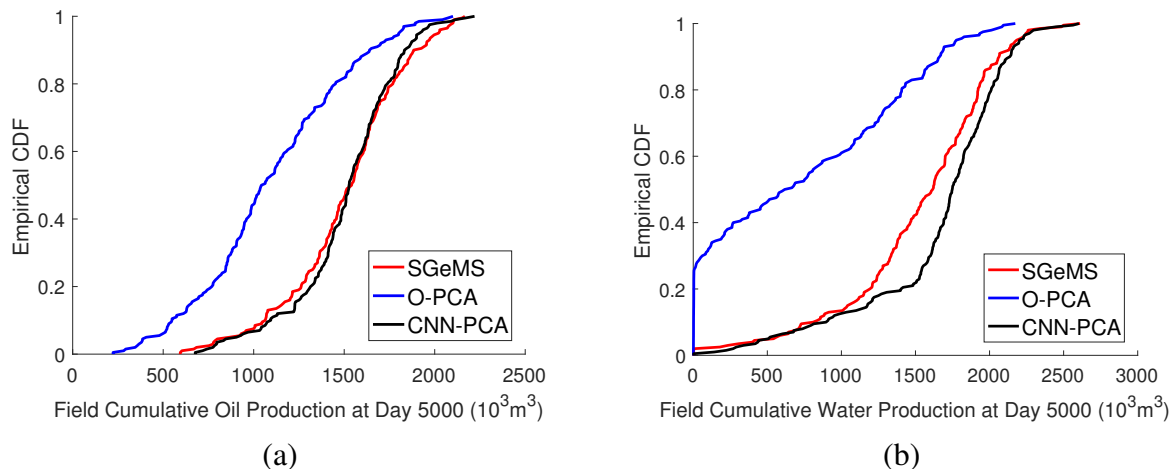 1
0.8
0.6
0.4
0.2
0
Empirical CDF
SGeMS
O-PCA
CNN-PCA
0 500 1000 1500 2000 2500
Field Cumulative Oil Production at Day 5000 (10³m³)
(a)
1
0.8
0.6
0.4
0.2
0
Empirical CDF
SGeMS
O-PCA
CNN-PCA
0 500 1000 1500 2000 2500 3000
Field Cumulative Water Production at Day 5000 (10³m³)
(b)